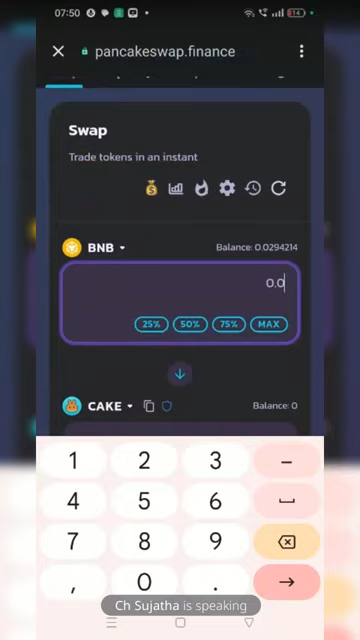 07:50
814
pancakeswap.finance
Swap
Trade tokens in an instant
BNB Balance: 0.0294214
0.0
25% 50% 75% MAX
CAKE Balance: 0
1 2 3 –
4 5 6
7 8 9
, 0 .
Ch Sujatha is speaking